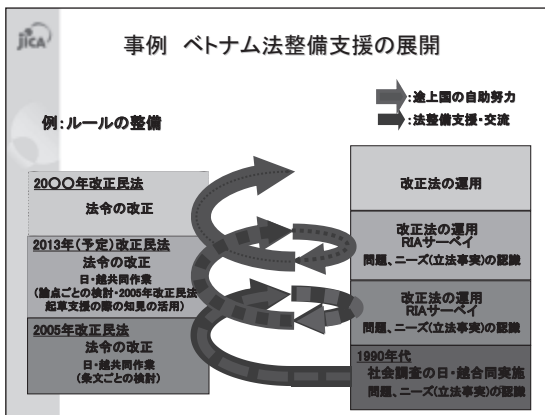 jICA
事例 ベトナム法整備支援の展開
:途上国の自助努力
:法整備支援・交流
例:ルールの整備
20〇〇年改正民法
法令の改正
2013年(予定)改正民法
法令の改正
日・越共同作業
(論点ごとの検討・2005年改正民法
起草支援の際の知見の活用)
2005年改正民法
法令の改正
日・越共同作業
(条文ごとの検討)
改正法の運用
改正法の運用
RIAサーベイ
問題、ニーズ(立法事実)の認識
改正法の運用
RIAサーベイ
問題、ニーズ(立法事実)の認識
1990年代
社会調査の日・越合同実施
問題、ニーズ(立法事実)の認識